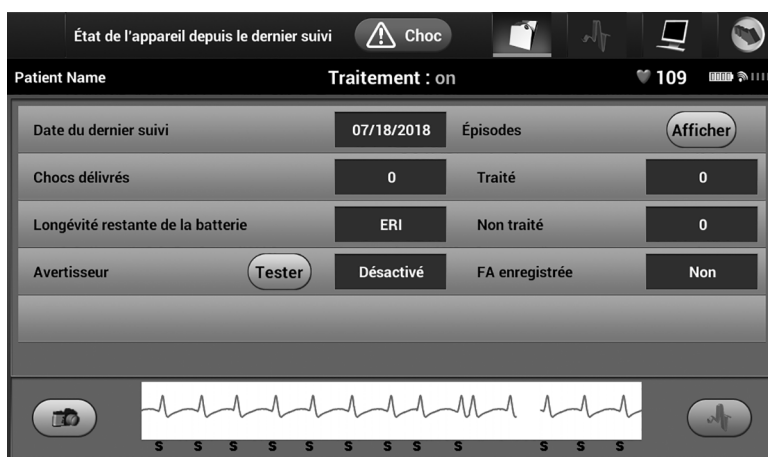 État de l'appareil depuis le dernier suivi Choc
Patient Name Traitement : on 109
Date du dernier suivi 07/18/2018 Épisodes Afficher
Chocs délivrés 0 Traité 0
Longévité restante de la batterie ERI Non traité 0
Avertisseur Tester Désactivé FA enregistrée Non
S S S S S S S S S S S S